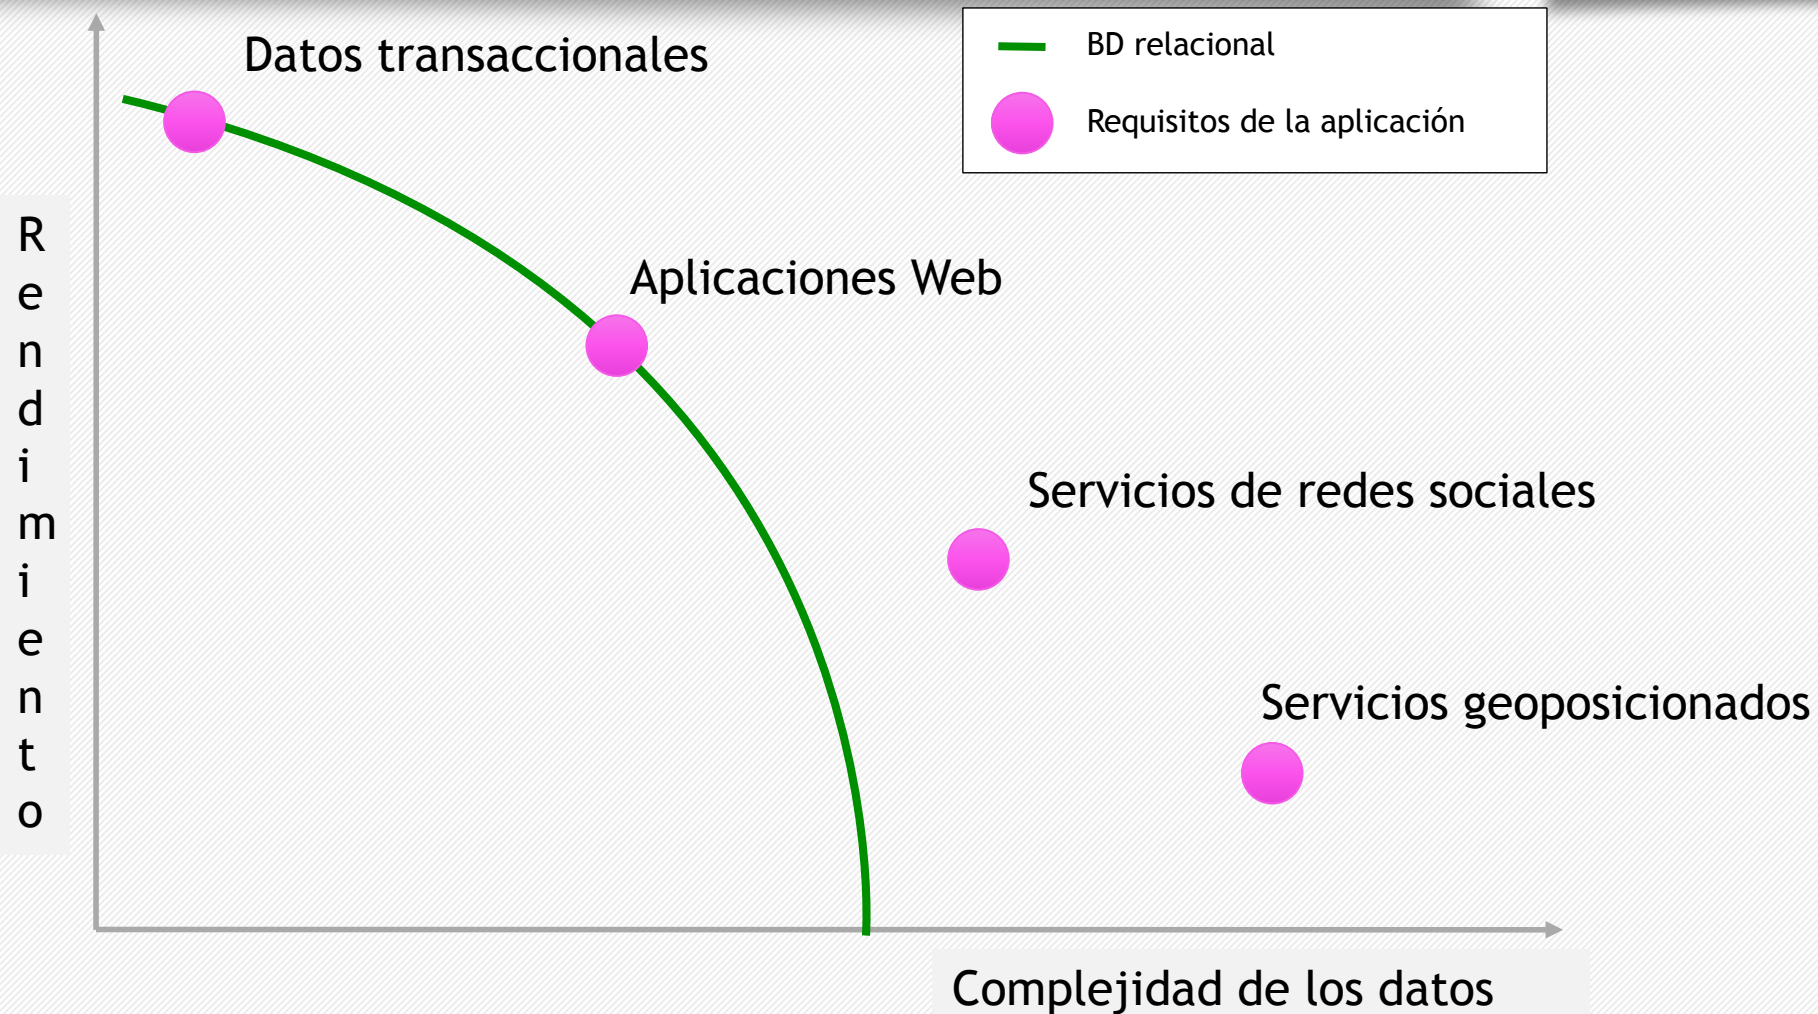 Datos transaccionales
BD relacional
Requisitos de la aplicación
Rendimiento
Aplicaciones Web
Servicios de redes sociales
Servicios geoposicionados
Complejidad de los datos